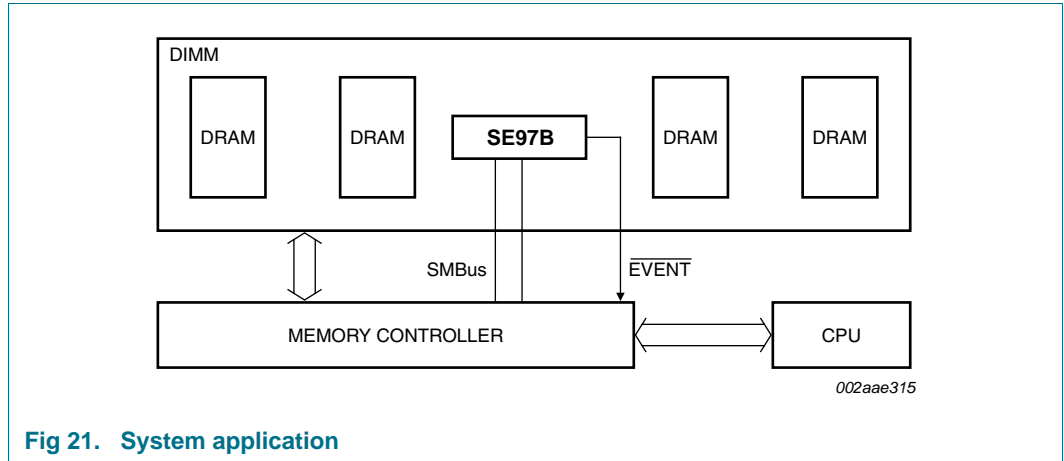 DIMM
DRAM
DRAM
SE97B
DRAM
DRAM
SMBus
EVENT
MEMORY CONTROLLER
CPU
002aae315
Fig 21. System application